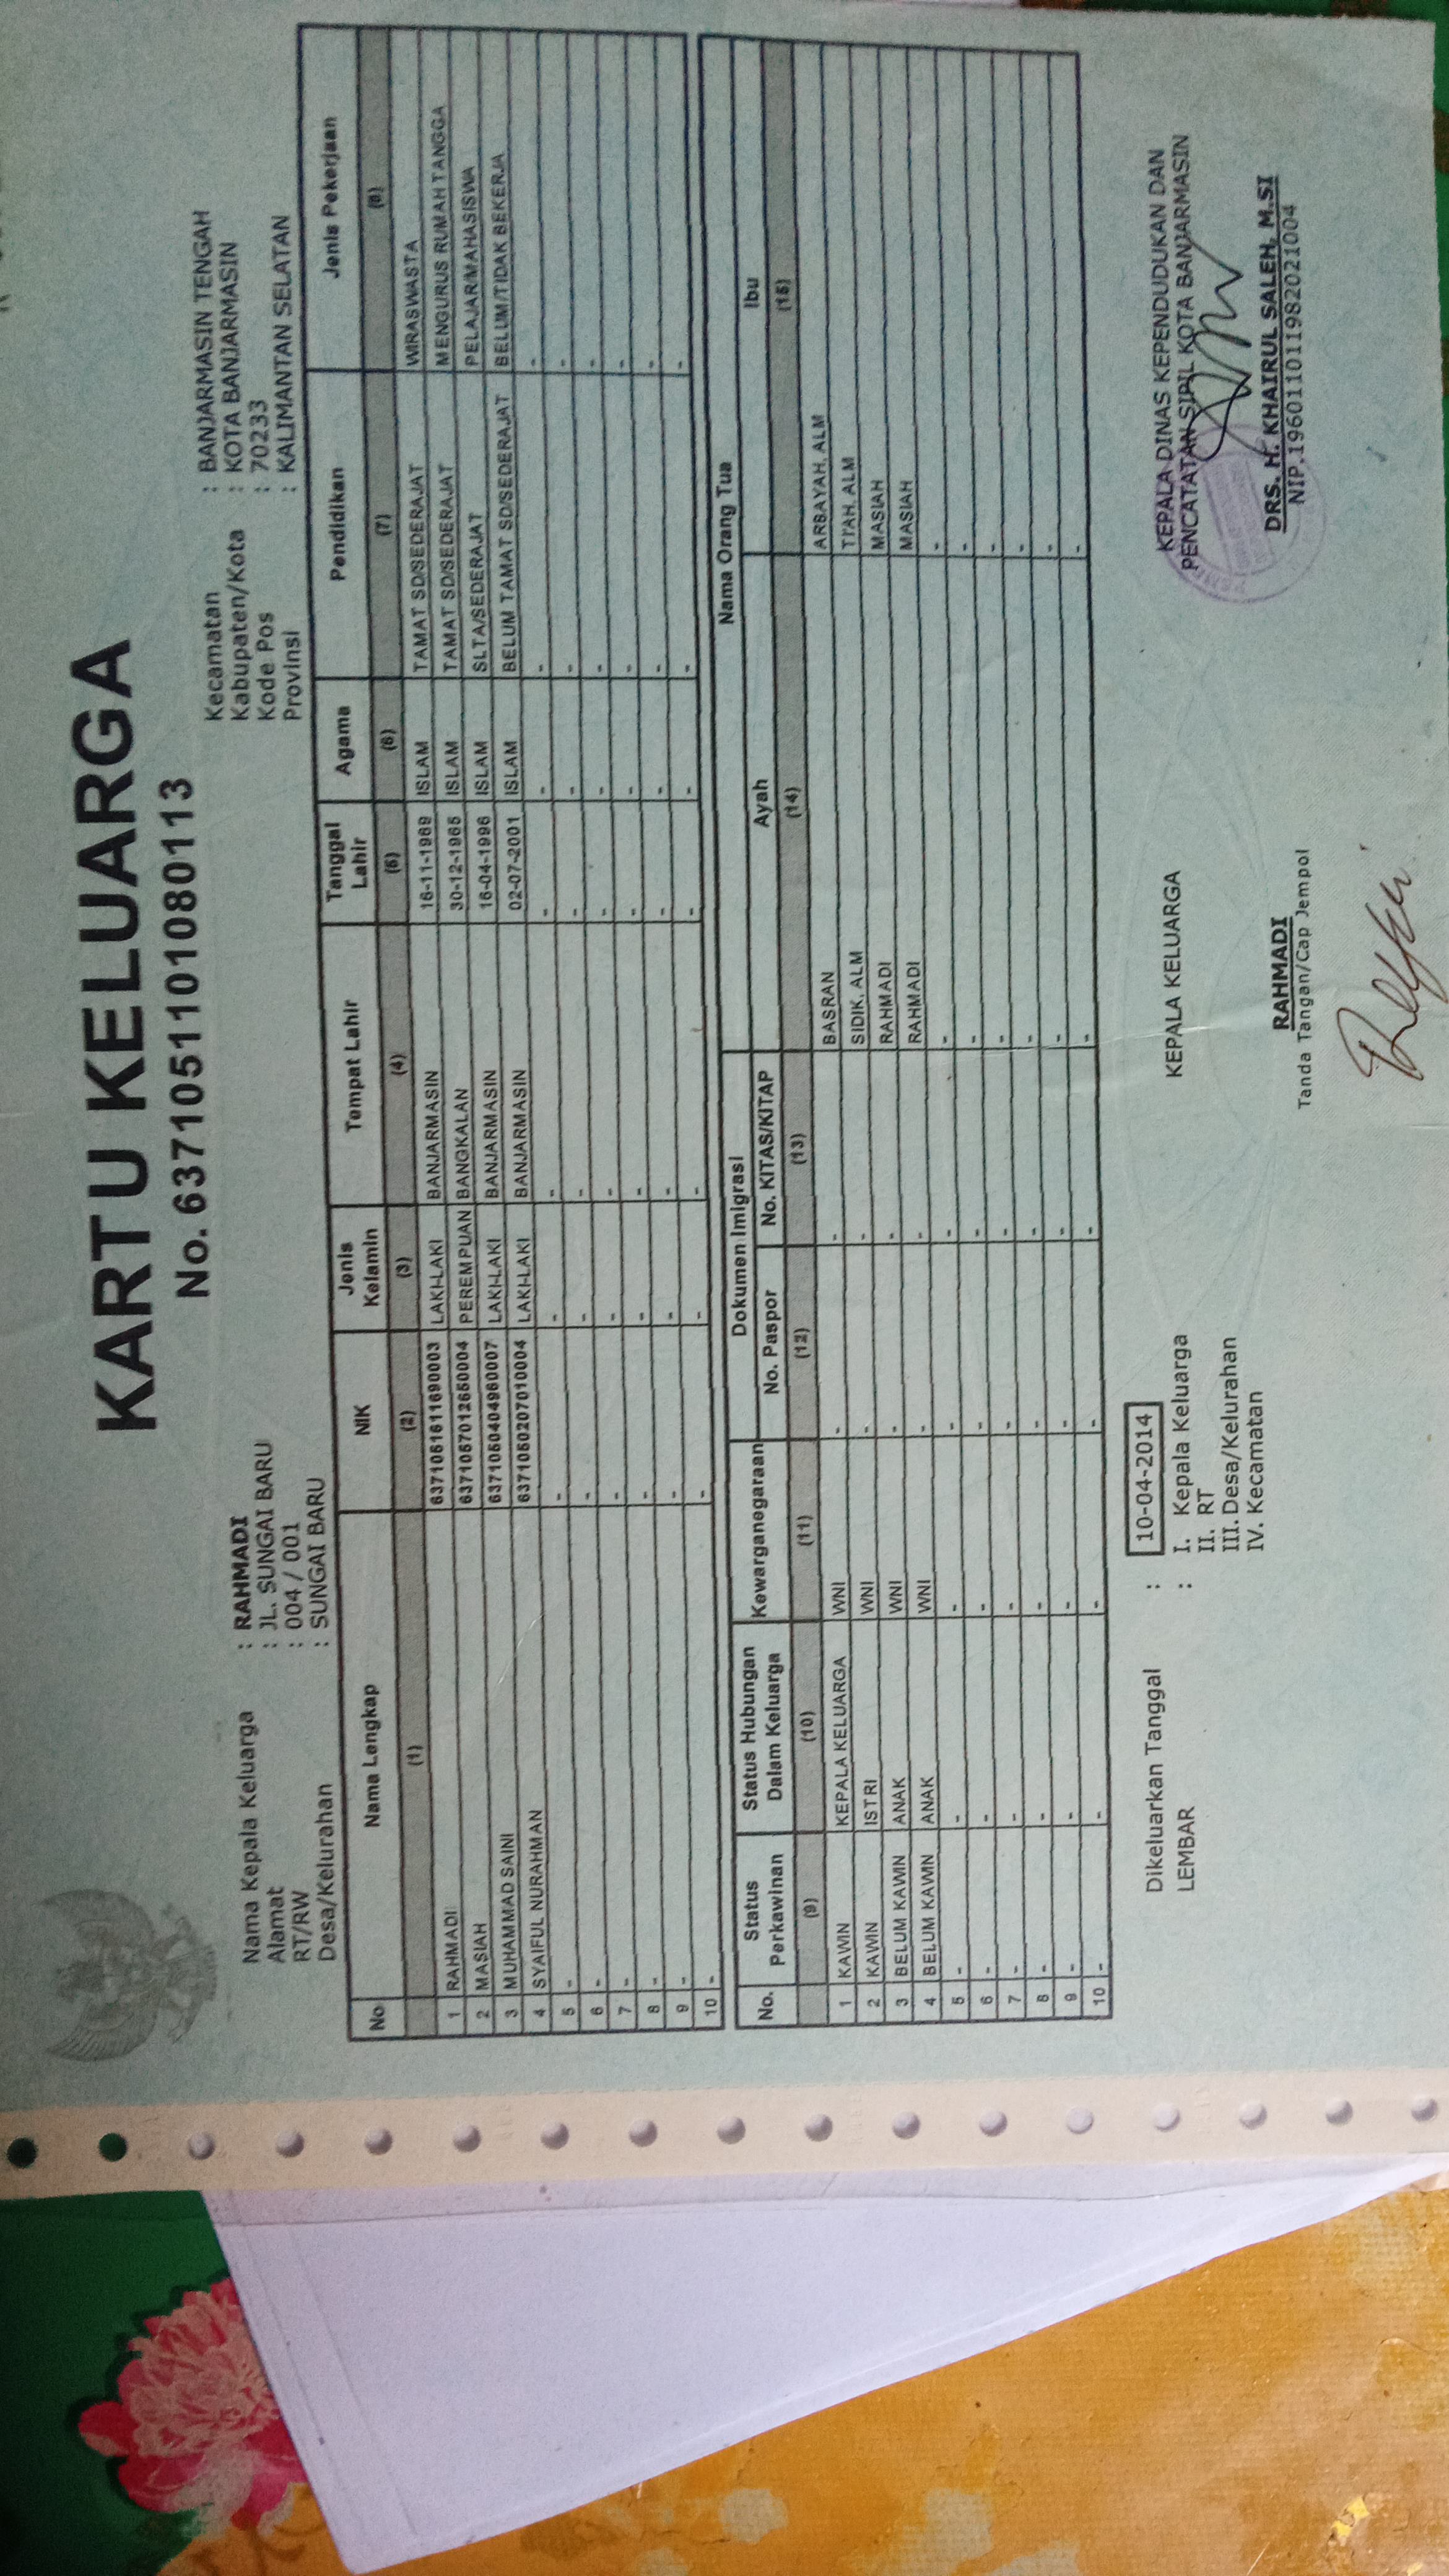 KARTU KELUARGA
No. 6371051101080113
Nama Kepala Keluarga : RAHMADI
Alamat : JL. SUNGAI BARU
RT/RW : 004 / 001
Desa/Kelurahan : SUNGAI BARU
Kecamatan : BANJARMASIN TENGAH
Kabupaten/Kota : KOTA BANJARMASIN
Kode Pos : 70233
Provinsi : KALIMANTAN SELATAN
No Nama Lengkap NIK Jenis Kelamin Tempat Lahir Tanggal Lahir Agama Pendidikan Jenis Pekerjaan
(1) (2) (3) (4) (5) (6) (7) (8)
1 RAHMADI 6371051611690003 LAKI-LAKI BANJARMASIN 16-11-1969 ISLAM TAMAT SD/SEDERAJAT WIRASWASTA
2 MASIAH 6371057012650004 PEREMPUAN BANGKALAN 30-12-1965 ISLAM TAMAT SD/SEDERAJAT MENGURUS RUMAH TANGGA
3 MUHAMMAD SAINI 6371050404960007 LAKI-LAKI BANJARMASIN 16-04-1996 ISLAM SLTA/SEDERAJAT PELAJAR/MAHASISWA
4 SYAIFUL NURAHMAN 6371050207010004 LAKI-LAKI BANJARMASIN 02-07-2001 ISLAM BELUM TAMAT SD/SEDERAJAT BELUM/TIDAK BEKERJA
5 - - - - - - - -
6 - - - - - - - -
7 - - - - - - - -
8 - - - - - - - -
9 - - - - - - - -
10 - - - - - - - -
No. Status Perkawinan Status Hubungan Dalam Keluarga Kewarganegaraan Dokumen Imigrasi Nama Orang Tua
No. Paspor No. KITAS/KITAP Ayah Ibu
(9) (10) (11) (12) (13) (14) (15)
1 KAWIN KEPALA KELUARGA WNI - - BASRAN ARBAYAH, ALM
2 KAWIN ISTRI WNI - - SIDIK, ALM TI'AH, ALM
3 BELUM KAWIN ANAK WNI - - RAHMADI MASIAH
4 BELUM KAWIN ANAK WNI - - RAHMADI MASIAH
5 - - - - - - -
6 - - - - - - -
7 - - - - - - -
8 - - - - - - -
9 - - - - - - -
10 - - - - - - -
Dikeluarkan Tanggal : 10-04-2014
LEMBAR : I. Kepala Keluarga
II. RT
III. Desa/Kelurahan
IV. Kecamatan
KEPALA KELUARGA
RAHMADI
Tanda Tangan/Cap Jempol
KEPALA DINAS KEPENDUDUKAN DAN
PENCATATAN SIPIL KOTA BANJARMASIN
DRS. H. KHAIRUL SALEH, M.SI
NIP.196011011982021004